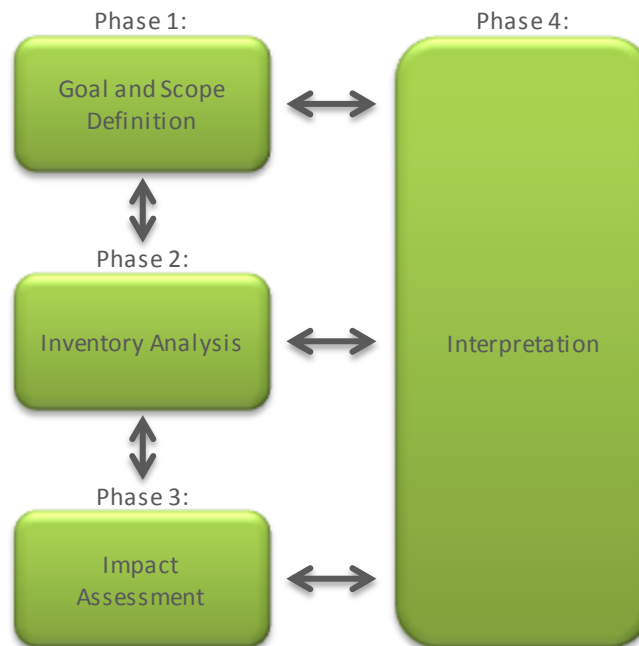 Phase 1:
Goal and Scope
Definition
Phase 2:
Inventory Analysis
Phase 3:
Impact
Assessment
Phase 4:
Interpretation